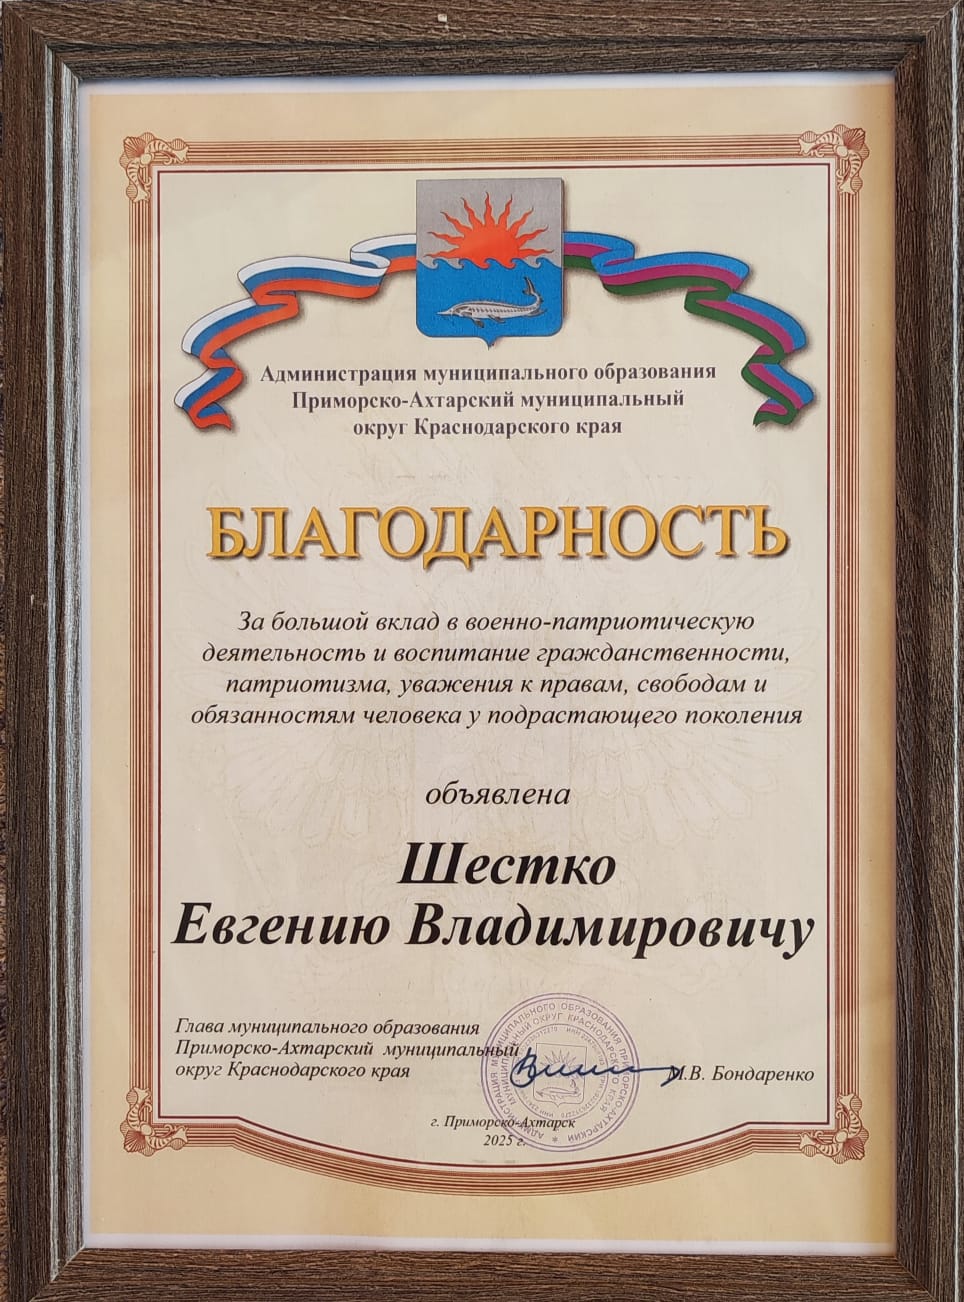 Администрация муниципального образования
Приморско-Ахтарский муниципальный
округ Краснодарского края
БЛАГОДАРНОСТЬ
За большой вклад в военно-патриотическую
деятельность и воспитание гражданственности,
патриотизма, уважения к правам, свободам и
обязанностям человека у подрастающего поколения
объявлена
Шестко
Евгению Владимировичу
Глава муниципального образования
Приморско-Ахтарский муниципальный
округ Краснодарского края
М.В. Бондаренко
г. Приморско-Ахтарск
2025 г.